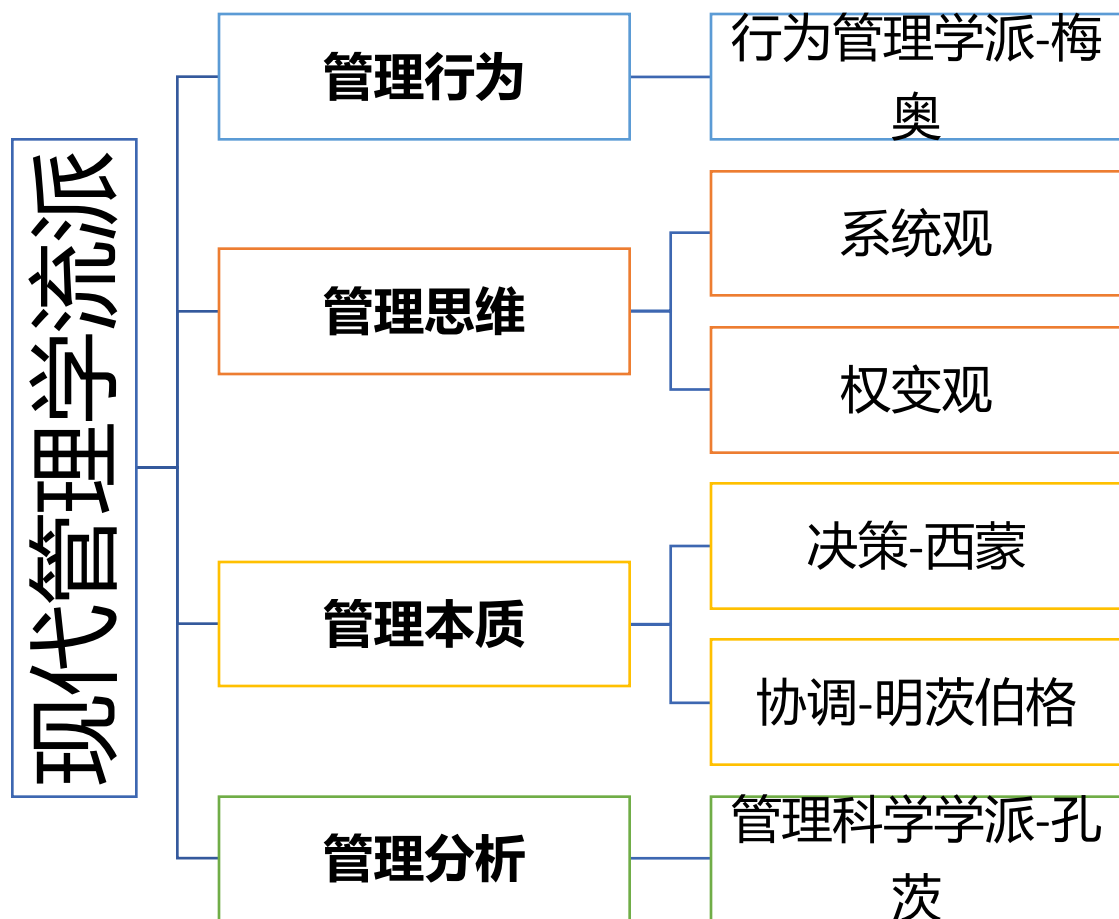 现代管理学流派
管理行为
行为管理学派-梅
奥
管理思维
系统观
权变观
管理本质
决策-西蒙
协调-明茨伯格
管理分析
管理科学学派-孔
茨